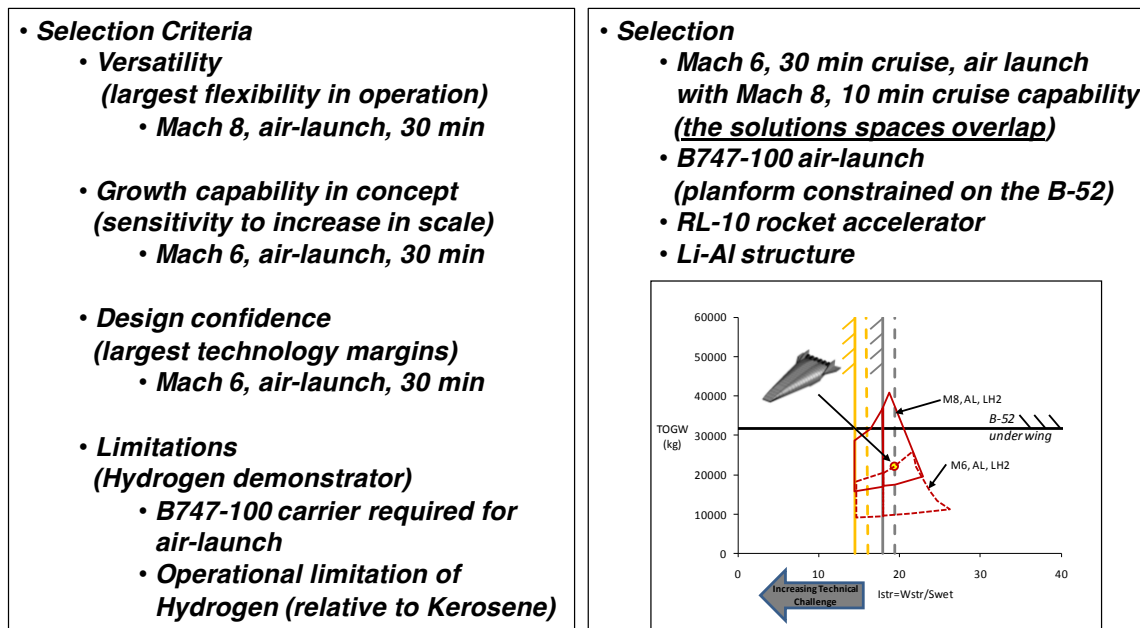 • Selection Criteria
• Versatility
(largest flexibility in operation)
• Mach 8, air-launch, 30 min
• Growth capability in concept
(sensitivity to increase in scale)
• Mach 6, air-launch, 30 min
• Design confidence
(largest technology margins)
• Mach 6, air-launch, 30 min
• Limitations
(Hydrogen demonstrator)
• B747-100 carrier required for
air-launch
• Operational limitation of
Hydrogen (relative to Kerosene)
• Selection
• Mach 6, 30 min cruise, air launch
with Mach 8, 10 min cruise capability
(the solutions spaces overlap)
• B747-100 air-launch
(planform constrained on the B-52)
• RL-10 rocket accelerator
• Li-Al structure
60000
50000
40000
30000
20000
10000
0
TOGW
(kg)
M8, AL, LH2
B-52
under wing
M6, AL, LH2
0 10 20 30 40
Increasing Technical
Challenge
Istr=Wstr/Swet